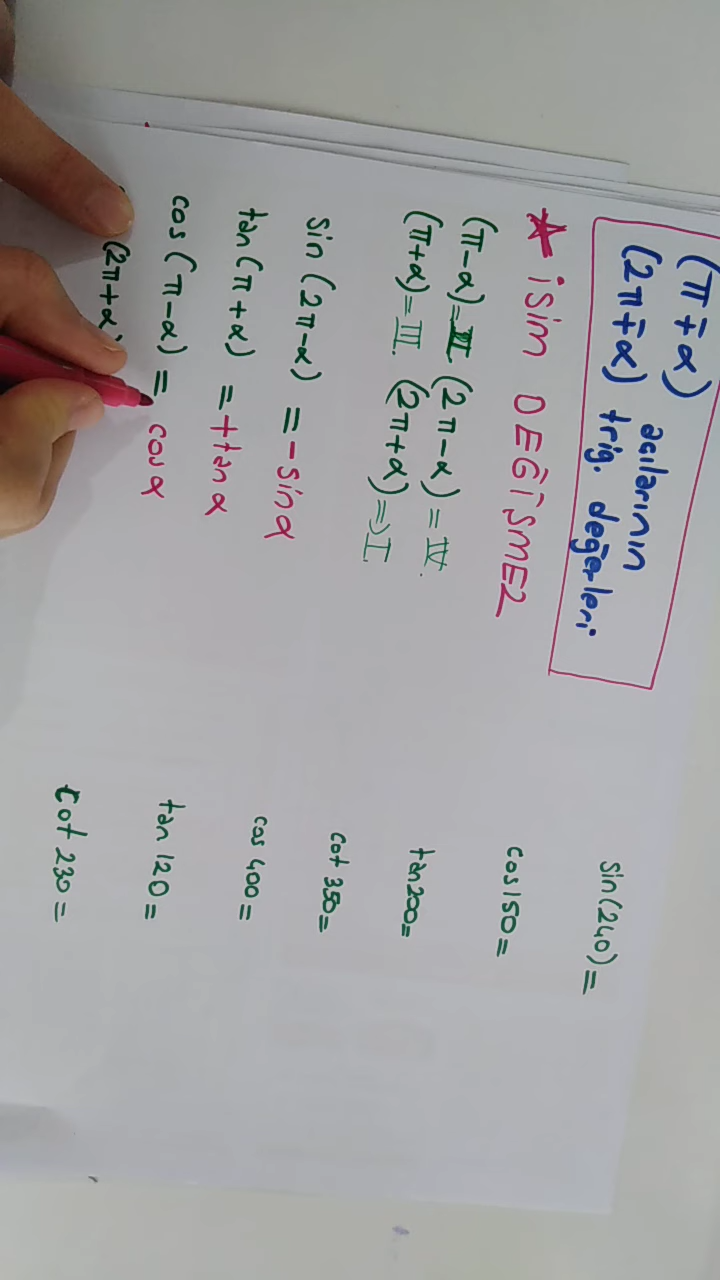 (π∓α)
(2π∓α) açılarının trig. değerleri
★ İSİM DEĞİŞMEZ
(π-α)=II. (2π-α)=IV.
(π+α)=III. (2π+α)=>I.
sin(2π-α) = -sinα
tan(π+α) = +tanα
cos(π-α) = cosα
(2π+α)
sin(240)=
cos150=
tan200=
cot 350=
cos 400=
tan 120=
cot 230=